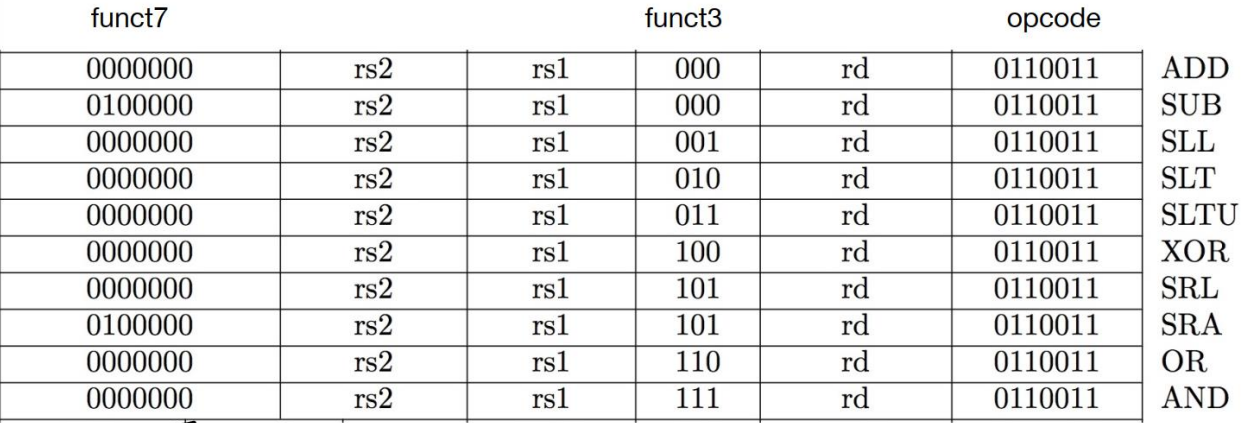 funct7 funct3 opcode
0000000 rs2 rs1 000 rd 0110011 ADD
0100000 rs2 rs1 000 rd 0110011 SUB
0000000 rs2 rs1 001 rd 0110011 SLL
0000000 rs2 rs1 010 rd 0110011 SLT
0000000 rs2 rs1 011 rd 0110011 SLTU
0000000 rs2 rs1 100 rd 0110011 XOR
0000000 rs2 rs1 101 rd 0110011 SRL
0100000 rs2 rs1 101 rd 0110011 SRA
0000000 rs2 rs1 110 rd 0110011 OR
0000000 rs2 rs1 111 rd 0110011 AND